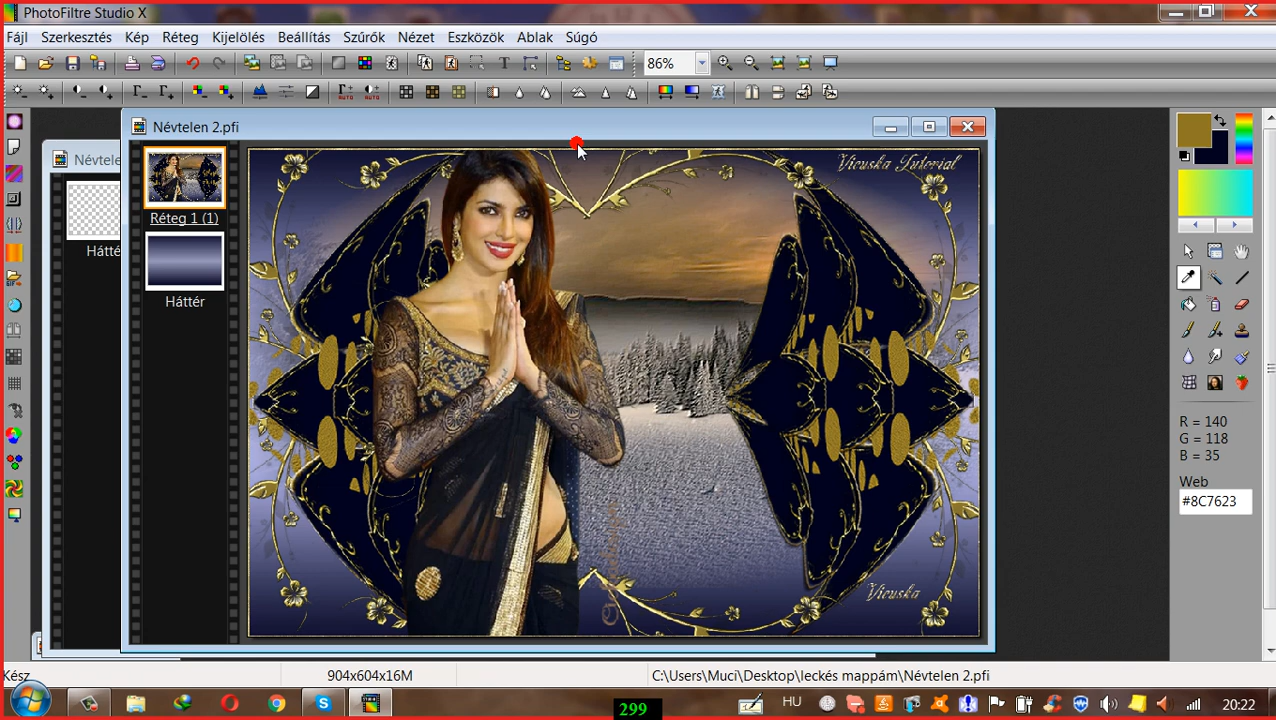 PhotoFiltre Studio X
Fájl Szerkesztés Kép Réteg Kijelölés Beállítás Szűrők Nézet Eszközök Ablak Súgó
86%
Névtelen 2.pfi
Névtele
Vicuska Tutorial
Réteg 1 (1)
Hátté
Háttér
R = 140
G = 118
B = 35
Web
#8C7623
Vicuska
Kész
904x604x16M
C:\Users\Muci\Desktop\leckés mappám\Névtelen 2.pfi
299
HU
20:22